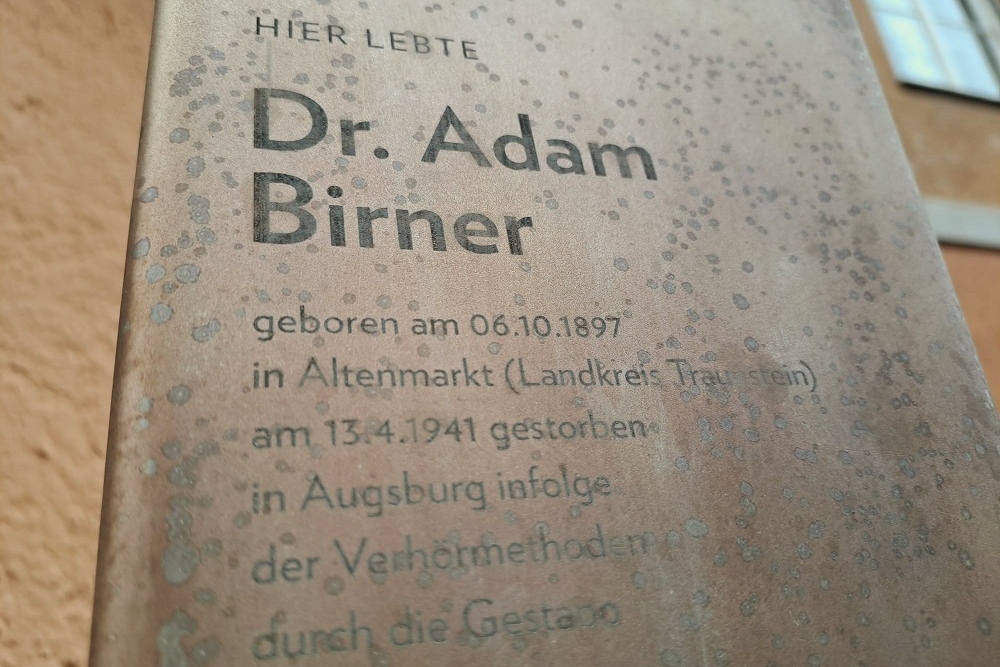 HIER LEBTE
Dr. Adam
Birner
geboren am 06.10.1897
in Altenmarkt (Landkreis Traunstein)
am 13.4.1941 gestorben
in Augsburg infolge
der Verhörmethoden
durch die Gestapo